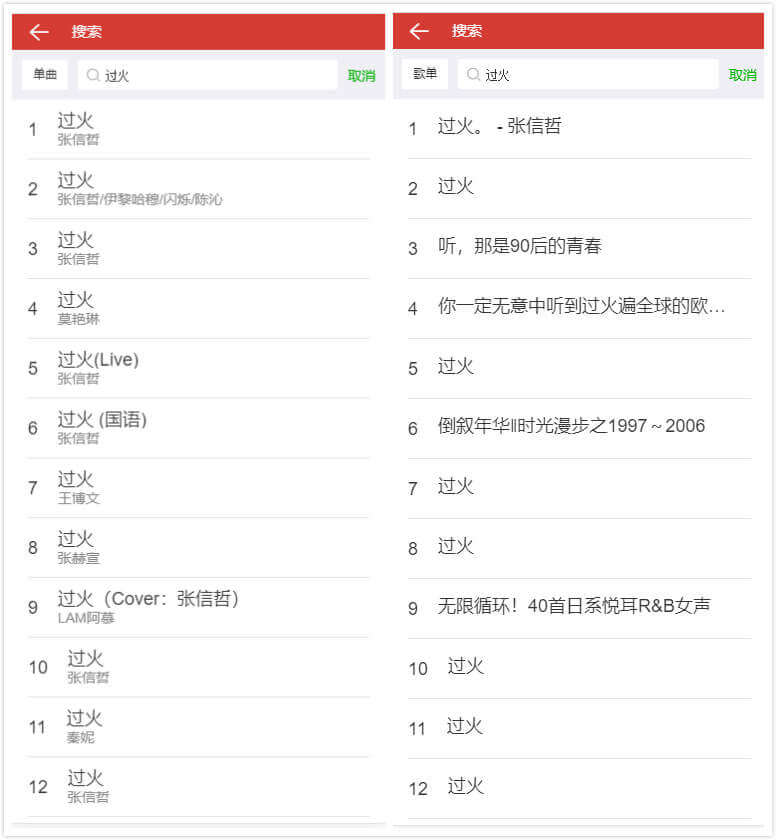 搜索
单曲
过火
取消
1
过火
张信哲
2
过火
张信哲/伊黎哈穆/闪烁/陈沁
3
过火
张信哲
4
过火
莫艳琳
5
过火(Live)
张信哲
6
过火 (国语)
张信哲
7
过火
王博文
8
过火
张赫宣
9
过火（Cover：张信哲）
LAM阿慕
10
过火
张信哲
11
过火
秦妮
12
过火
张信哲
搜索
歌单
过火
取消
1
过火。 - 张信哲
2
过火
3
听，那是90后的青春
4
你一定无意中听到过火遍全球的欧…
5
过火
6
倒叙年华‖时光漫步之1997～2006
7
过火
8
过火
9
无限循环！40首日系悦耳R&B女声
10
过火
11
过火
12
过火